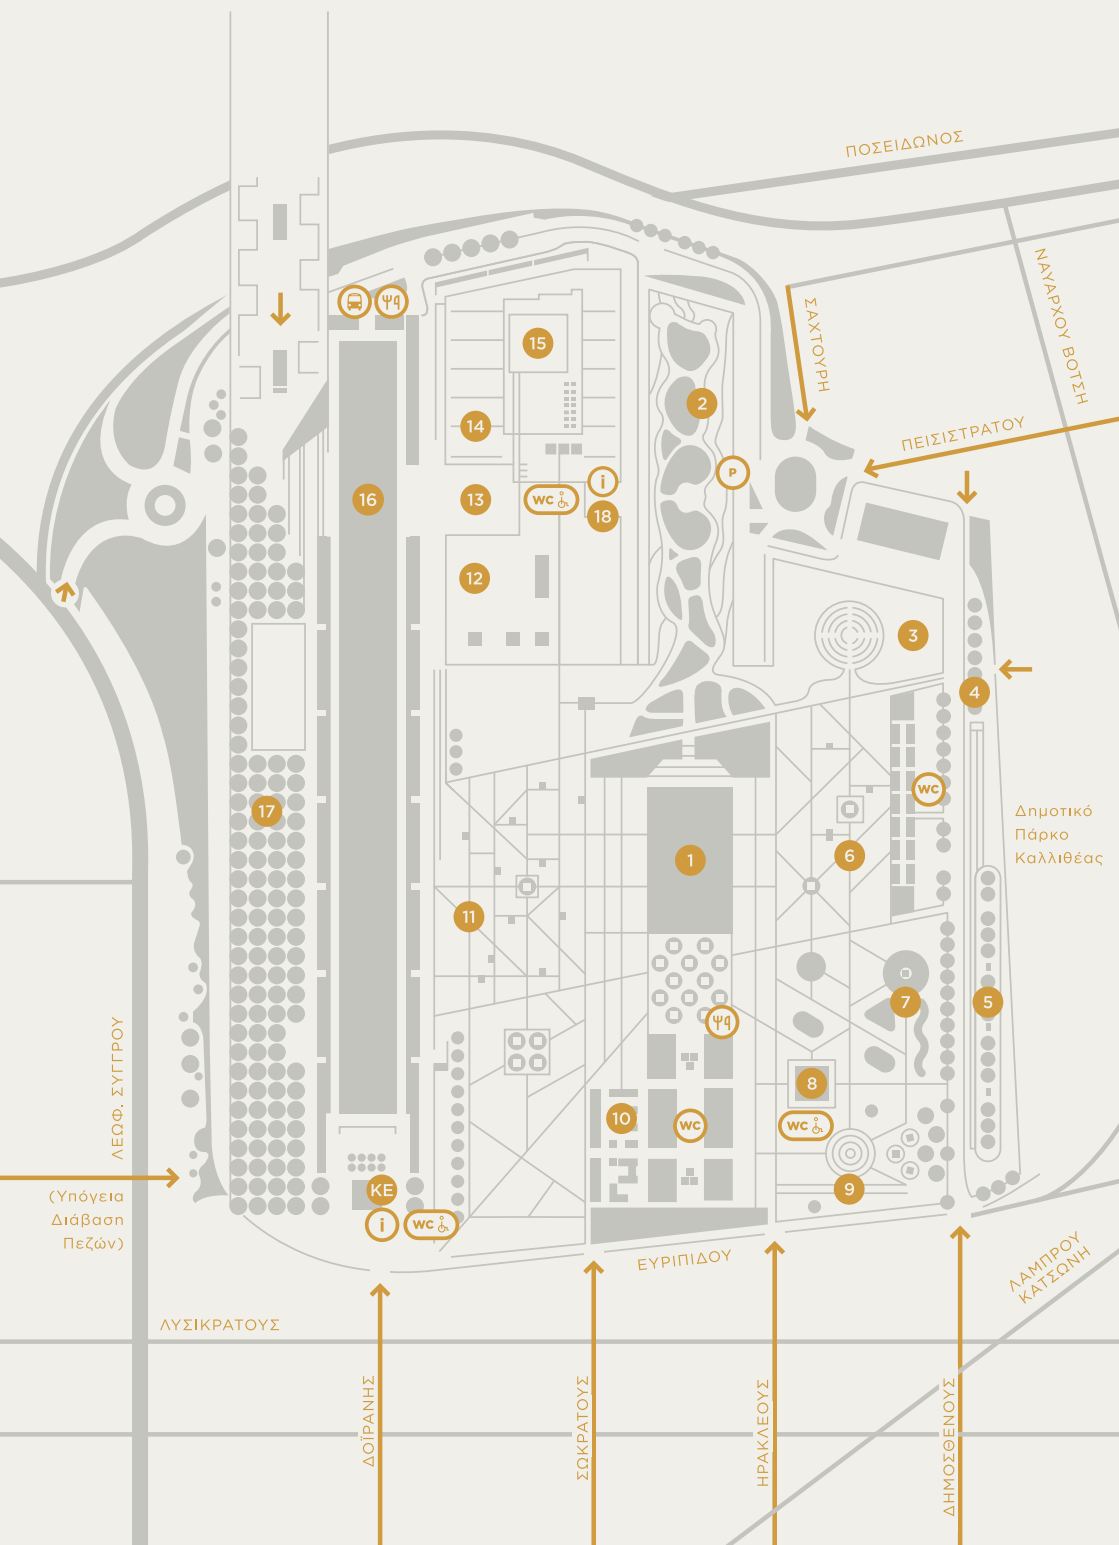 ΠΟΣΕΙΔΩΝΟΣ
ΝΑΥΑΡΧΟΥ ΒΟΤΣΗ
ΣΑΧΤΟΥΡΗ
15
2
14
ΠΕΙΣΙΣΤΡΑΤΟΥ
P
i
16
13
WC
18
12
3
4
WC
17
Δημοτικό
Πάρκο
Καλλιθέας
1
6
11
7
5
ΛΕΩΦ. ΣΥΓΓΡΟΥ
8
10
WC
WC
(Υπόγεια
Διάβαση
Πεζών)
KE
9
i
WC
ΕΥΡΙΠΙΔΟΥ
ΛΑΜΠΡΟΥ
ΚΑΤΣΩΝΗ
ΛΥΣΙΚΡΑΤΟΥΣ
ΔΟΪΡΑΝΗΣ
ΣΩΚΡΑΤΟΥΣ
ΗΡΑΚΛΕΟΥΣ
ΔΗΜΟΣΘΕΝΟΥΣ